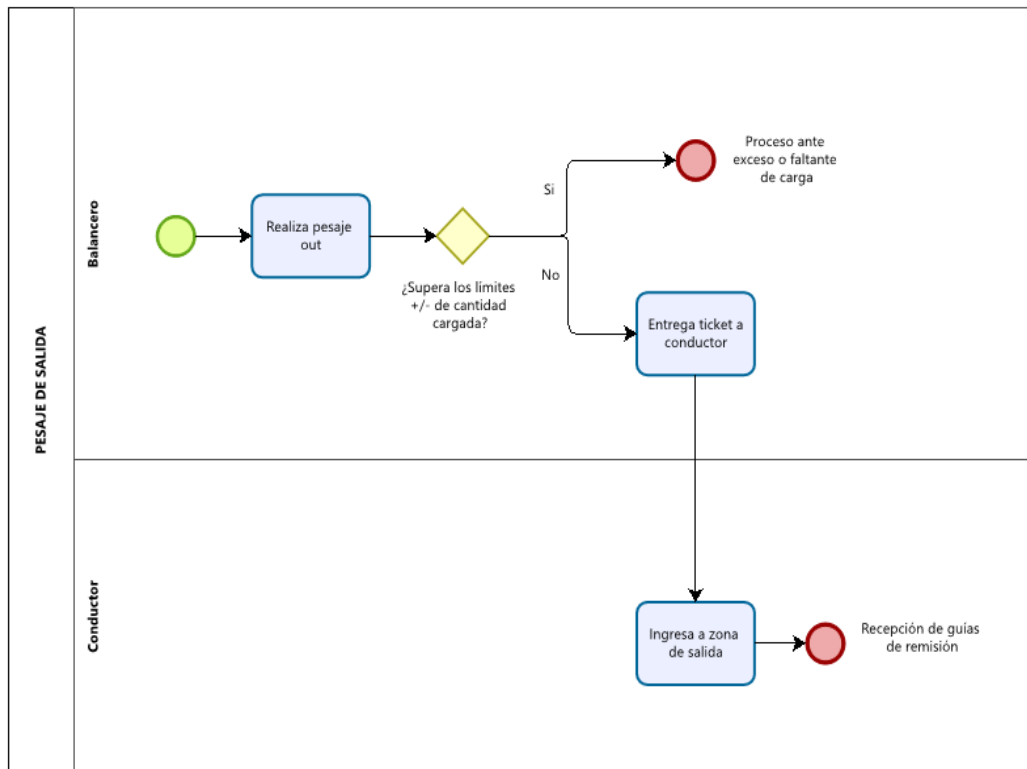 PESAJE DE SALIDA
Balancero
Realiza pesaje
out
¿Supera los límites
+/- de cantidad
cargada?
Si
No
Proceso ante
exceso o faltante
de carga
Entrega ticket a
conductor
Conductor
Ingresa a zona
de salida
Recepción de guías
de remisión